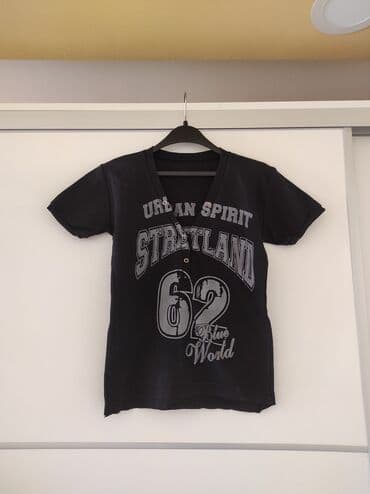 URBAN SPIRIT
STRETLAND
62
Blue
World